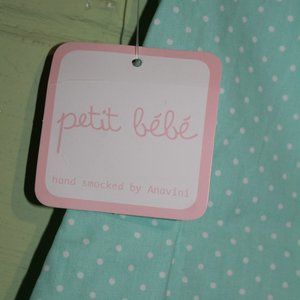 petit bébé
hand smocked by Anavini